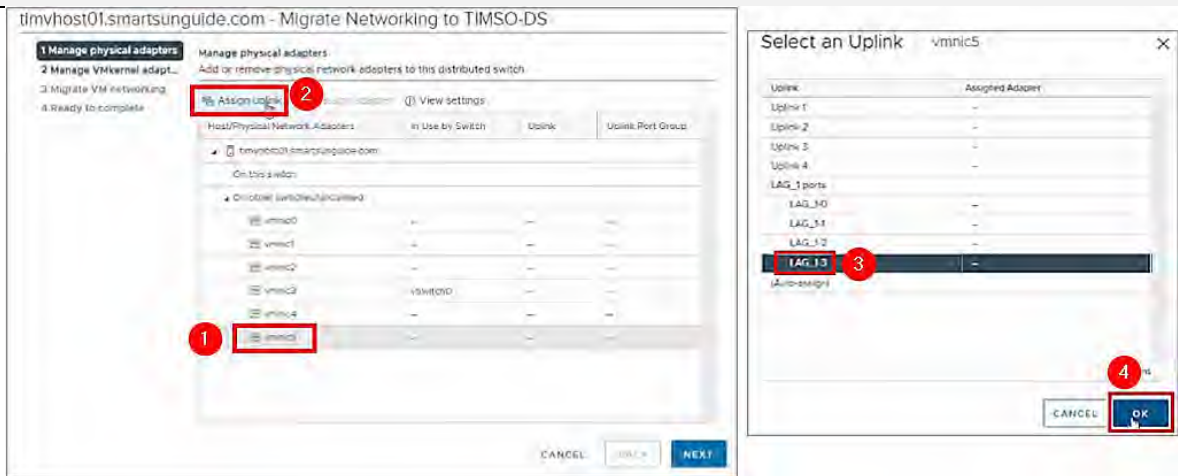 timvhost01.smartsunguide.com - Migrate Networking to TIMSO-DS
1 Manage physical adapters
2 Manage VMkernel adapt...
3 Migrate VM networking
4 Ready to complete
Manage physical adapters
Add or remove physical network adapters to this distributed switch.
Assign uplink
2
View settings
Host/Physical Network Adapters In Use by Switch Uplink Uplink Port Group
timvhost01.smartsunguide.com
On this switch
On other switches/unclaimed
vmnic0 -- -- --
vmnic1 -- -- --
vmnic2 -- -- --
vmnic3 vSwitch0 -- --
vmnic4 -- -- --
1
vmnic5 -- -- --
CANCEL BACK NEXT
Select an Uplink vmnic5
Uplink Assigned Adapter
Uplink 1 --
Uplink 2 --
Uplink 3 --
Uplink 4 --
LAG_1 ports
LAG_1-0 --
LAG_1-1 --
LAG_1-2 --
LAG_1-3 --
3
(Auto-assign)
4
CANCEL OK